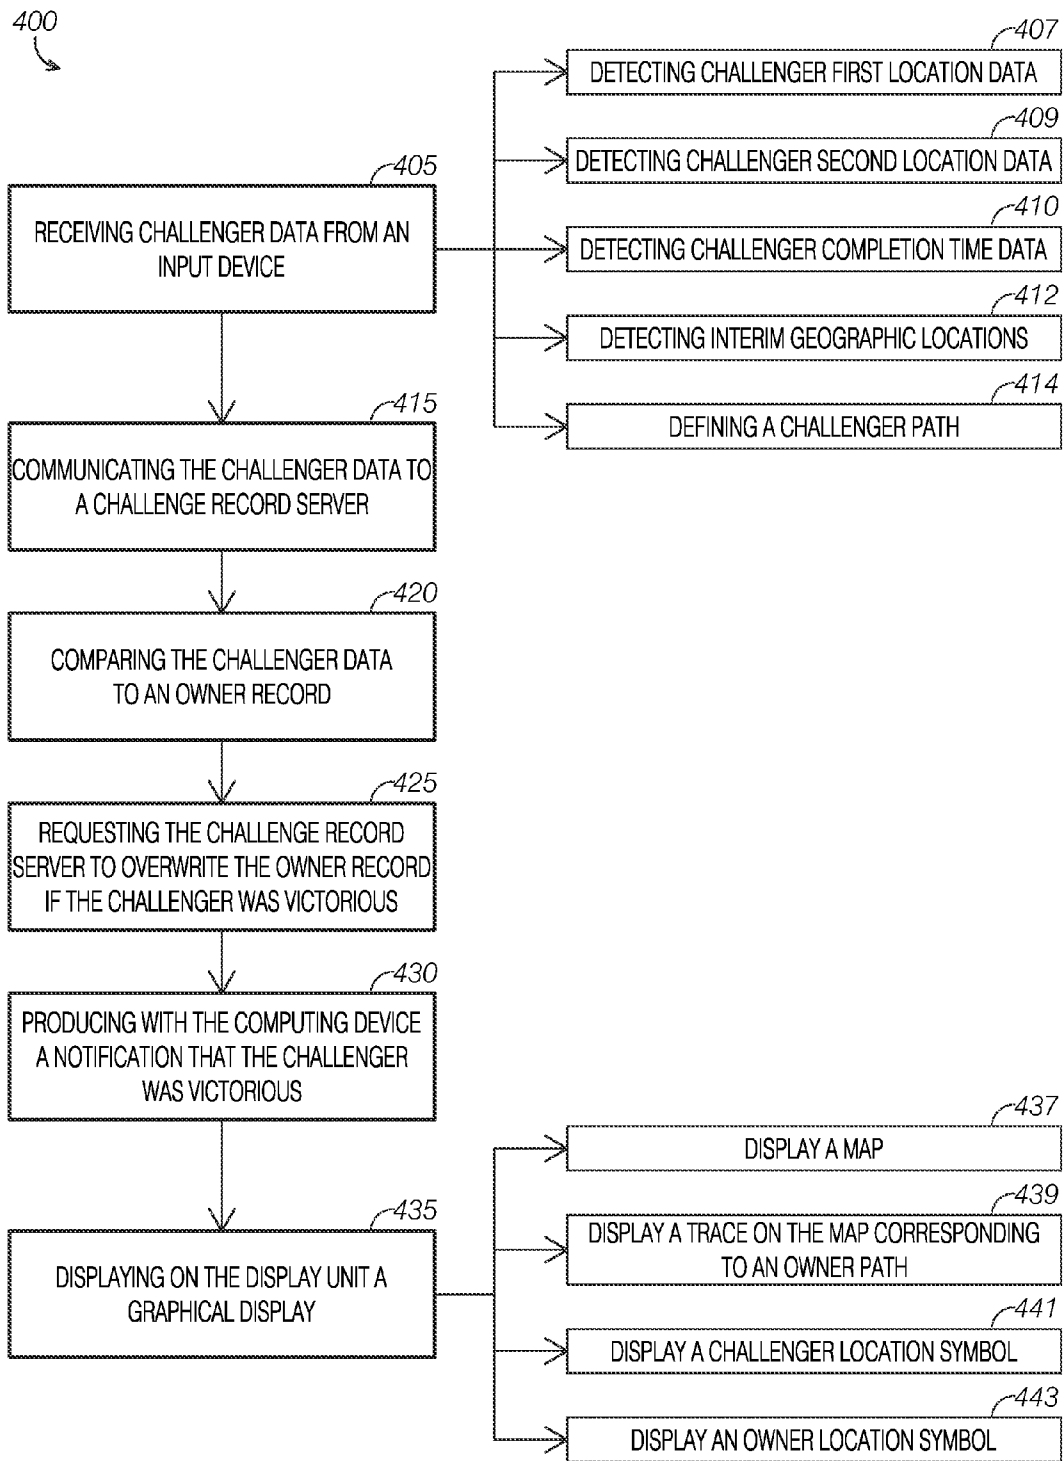 400
405
RECEIVING CHALLENGER DATA FROM AN
INPUT DEVICE
407
DETECTING CHALLENGER FIRST LOCATION DATA
409
DETECTING CHALLENGER SECOND LOCATION DATA
410
DETECTING CHALLENGER COMPLETION TIME DATA
412
DETECTING INTERIM GEOGRAPHIC LOCATIONS
414
DEFINING A CHALLENGER PATH
415
COMMUNICATING THE CHALLENGER DATA TO
A CHALLENGE RECORD SERVER
420
COMPARING THE CHALLENGER DATA
TO AN OWNER RECORD
425
REQUESTING THE CHALLENGE RECORD
SERVER TO OVERWRITE THE OWNER RECORD
IF THE CHALLENGER WAS VICTORIOUS
430
PRODUCING WITH THE COMPUTING DEVICE
A NOTIFICATION THAT THE CHALLENGER
WAS VICTORIOUS
435
DISPLAYING ON THE DISPLAY UNIT A
GRAPHICAL DISPLAY
437
DISPLAY A MAP
439
DISPLAY A TRACE ON THE MAP CORRESPONDING
TO AN OWNER PATH
441
DISPLAY A CHALLENGER LOCATION SYMBOL
443
DISPLAY AN OWNER LOCATION SYMBOL